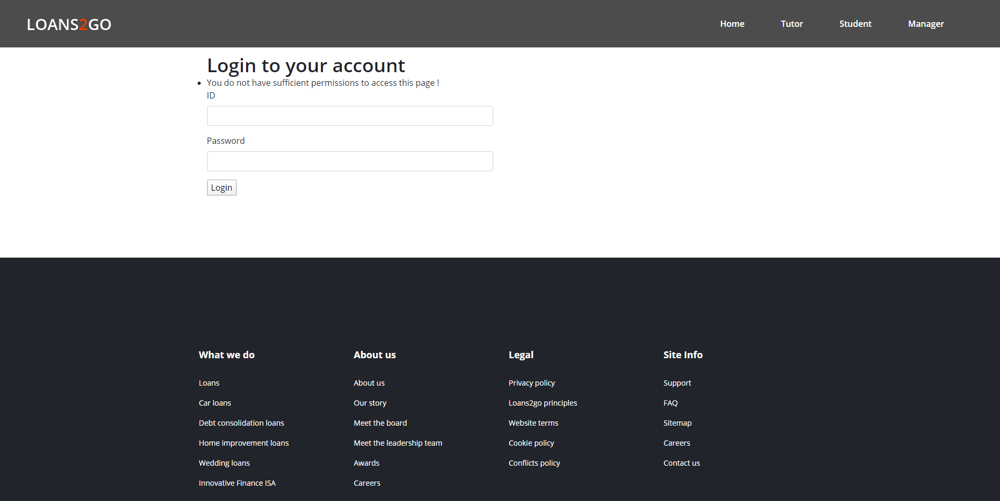 LOANS2GO
Home Tutor Student Manager
Login to your account
You do not have sufficient permissions to access this page !
ID
Password
Login
What we do
Loans
Car loans
Debt consolidation loans
Home improvement loans
Wedding loans
Innovative Finance ISA
About us
About us
Our story
Meet the board
Meet the leadership team
Awards
Careers
Legal
Privacy policy
Loans2go principles
Website terms
Cookie policy
Conflicts policy
Site Info
Support
FAQ
Sitemap
Careers
Contact us